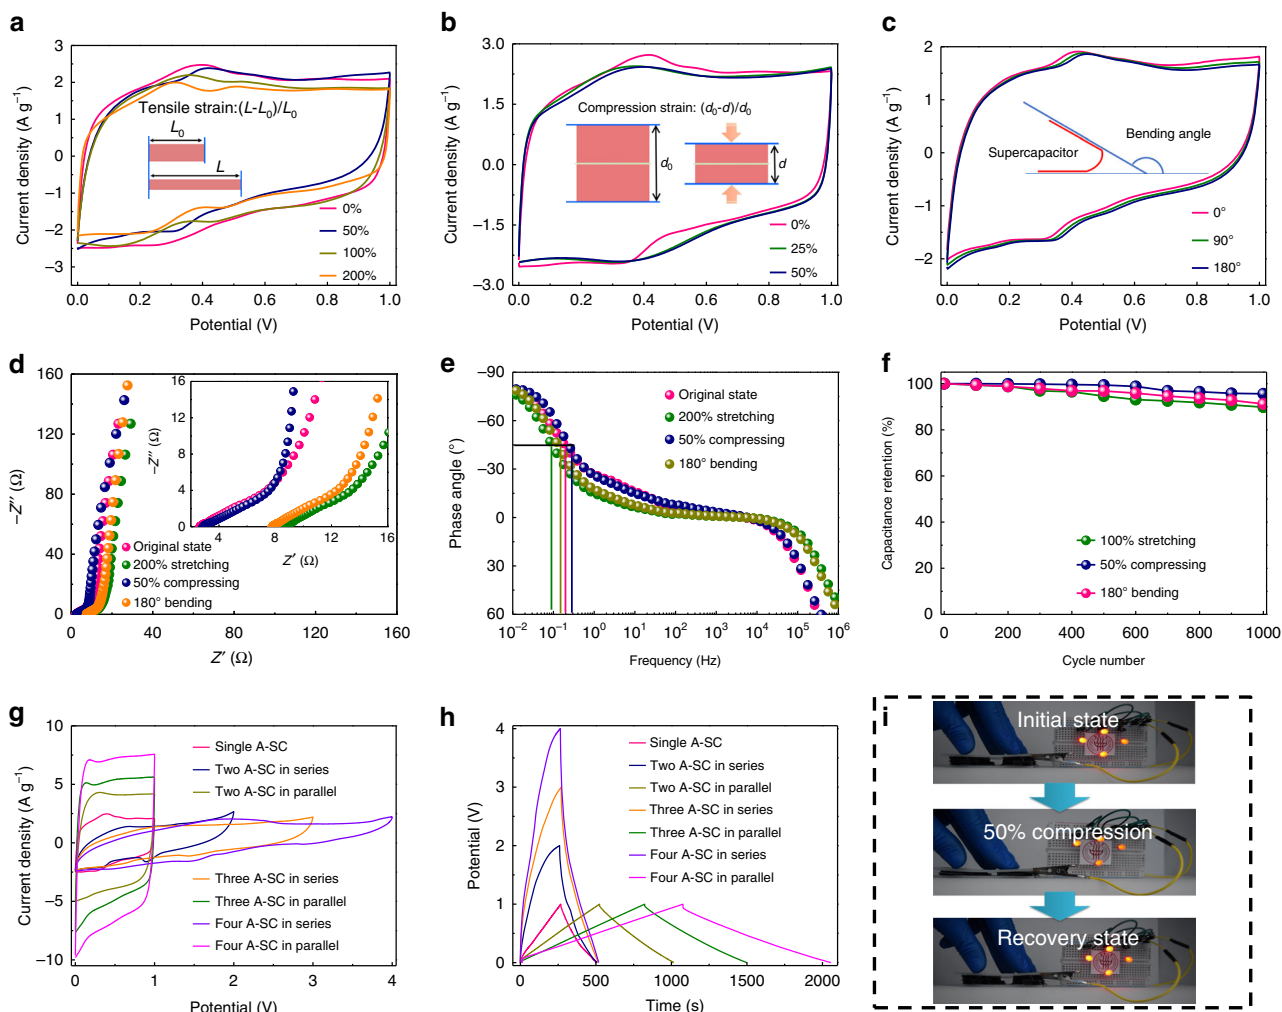 a
3
2
1
0
−1
−2
−3
Current density (A g−1)
Tensile strain:(L-L0)/L0
L0
L
0%
50%
100%
200%
0.0
0.2
0.4
0.6
0.8
1.0
Potential (V)
b
3.0
1.5
0.0
−1.5
−3.0
Current density (A g−1)
Compression strain: (d0-d)/d0
d0
d
0%
25%
50%
0.0
0.2
0.4
0.6
0.8
1.0
Potential (V)
c
2
1
0
−1
−2
Current density (A g−1)
Bending angle
Supercapacitor
0°
90°
180°
0.0
0.2
0.4
0.6
0.8
1.0
Potential (V)
d
160
120
80
40
0
−Z″ (Ω)
16
12
8
4
0
−Z″ (Ω)
4
8
12
16
Z′ (Ω)
Original state
200% stretching
50% compressing
180° bending
0
40
80
120
160
Z′ (Ω)
e
−90
−60
−30
0
30
60
Phase angle (°)
Original state
200% stretching
50% compressing
180° bending
10−2
10−1
100
101
102
103
104
105
106
Frequency (Hz)
f
100
80
60
40
20
0
Capacitance retention (%)
100% stretching
50% compressing
180° bending
0
200
400
600
800
1000
Cycle number
g
10
5
0
−5
−10
Current density (A g−1)
Single A-SC
Two A-SC in series
Two A-SC in parallel
Three A-SC in series
Three A-SC in parallel
Four A-SC in series
Four A-SC in parallel
0
1
2
3
4
Potential (V)
h
4
3
2
1
0
Potential (V)
Single A-SC
Two A-SC in series
Two A-SC in parallel
Three A-SC in series
Three A-SC in parallel
Four A-SC in series
Four A-SC in parallel
0
500
1000
1500
2000
Time (s)
i
Initial state
50% compression
Recovery state